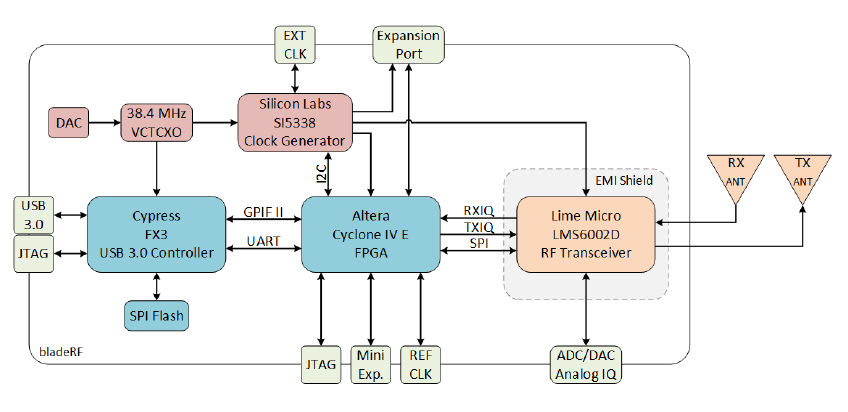 EXT
CLK
Expansion
Port
DAC
38.4 MHz
VCTCXO
Silicon Labs
SI5338
Clock Generator
I2C
RX
ANT
TX
ANT
EMI Shield
USB
3.0
JTAG
Cypress
FX3
USB 3.0 Controller
GPIF II
UART
Altera
Cyclone IV E
FPGA
RXIQ
TXIQ
SPI
Lime Micro
LMS6002D
RF Transceiver
SPI Flash
bladeRF
JTAG
Mini
Exp.
REF
CLK
ADC/DAC
Analog IQ